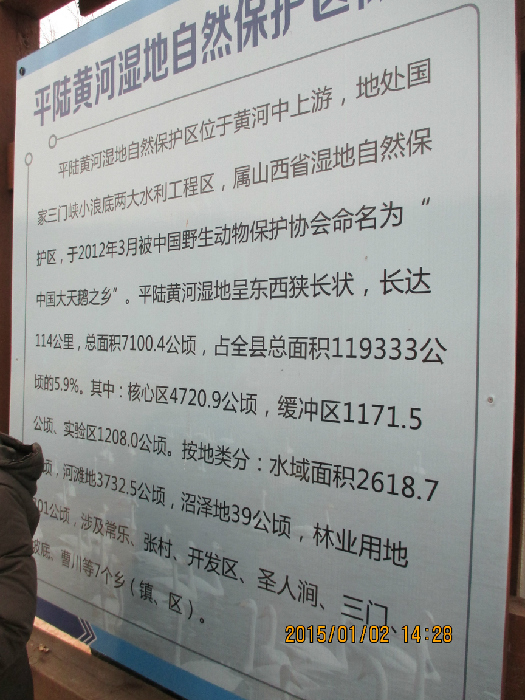 平陆黄河湿地自然保护区
平陆黄河湿地自然保护区位于黄河中上游，地处国
家三门峡小浪底两大水利工程区，属山西省湿地自然保
护区，于2012年3月被中国野生动物保护协会命名为“
中国大天鹅之乡”。平陆黄河湿地呈东西狭长状，长达
114公里，总面积7100.4公顷，占全县总面积119333公
顷的5.9%。其中：核心区4720.9公顷，缓冲区1171.5
公顷、实验区1208.0公顷。按地类分：水域面积2618.7
顷，河滩地3732.5公顷，沼泽地39公顷，林业用地
01公顷，涉及常乐、张村、开发区、圣人涧、三门、
坡底、曹川等7个乡（镇、区）。
2015/01/02 14:28